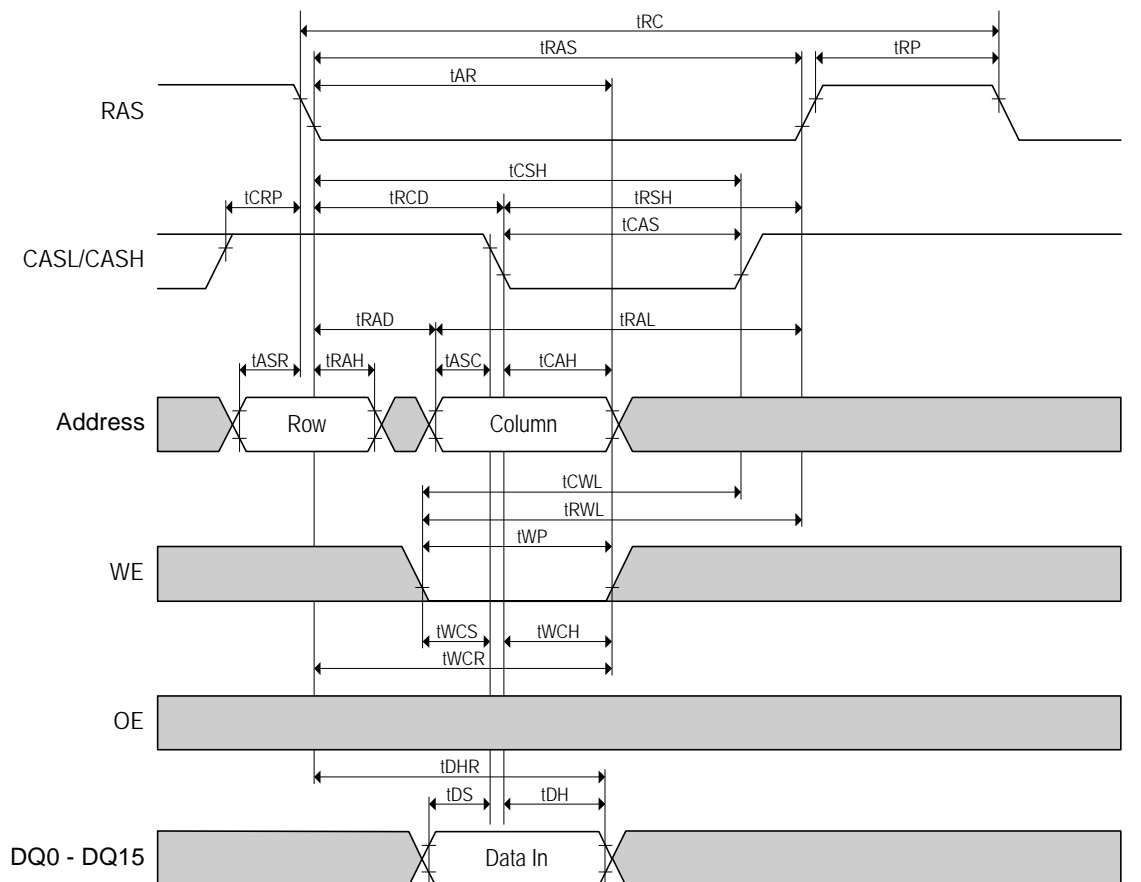 tRC
tRAS tRP
tAR
RAS
tCSH
tCRP tRCD tRSH
tCAS
CASL/CASH
tRAD tRAL
tASR tRAH tASC tCAH
Address Row Column
tCWL
tRWL
tWP
WE
tWCS tWCH
tWCR
OE
tDHR
tDS tDH
DQ0 - DQ15 Data In